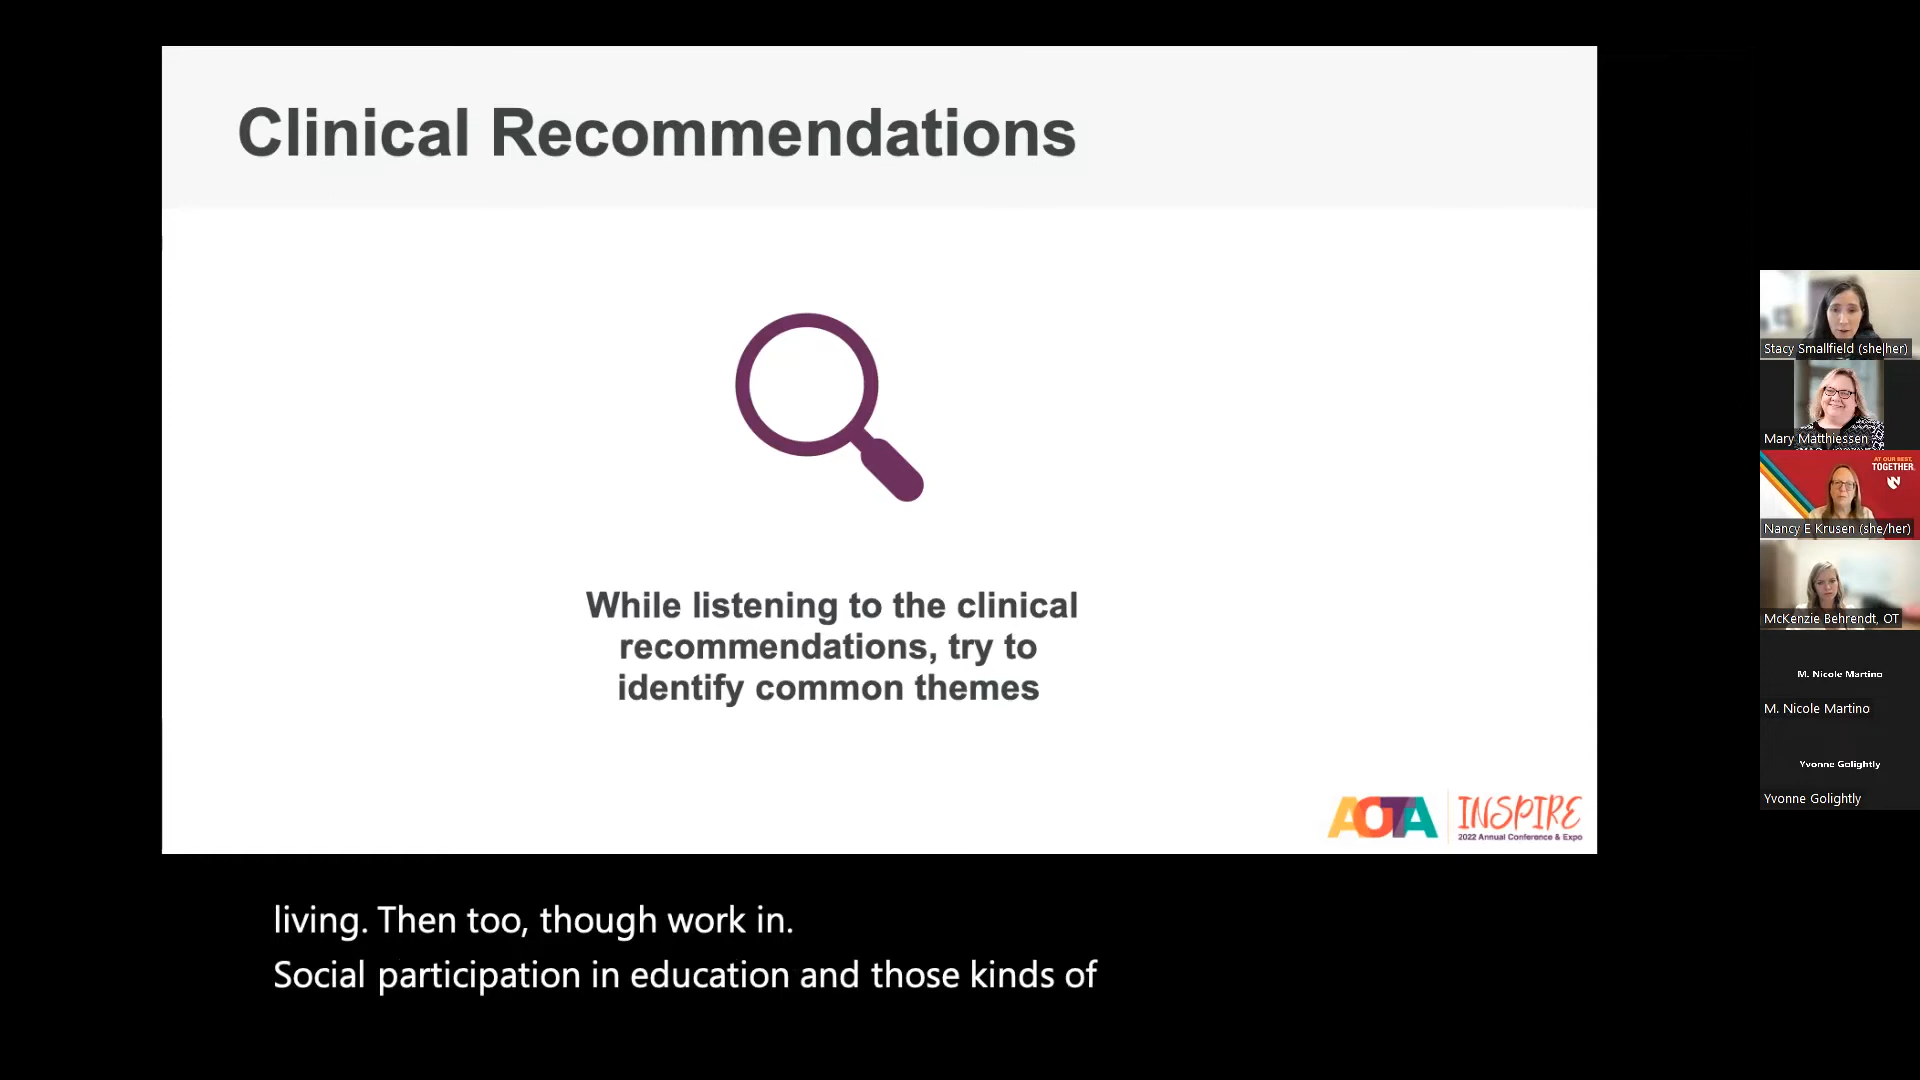 Clinical Recommendations
While listening to the clinical
recommendations, try to
identify common themes
AOTA
INSPIRE
2022 Annual Conference & Expo
Stacy Smallfield (she|her)
Mary Matthiessen
AT OUR BEST,
TOGETHER.
Nancy E Krusen (she/her)
McKenzie Behrendt, OT
M. Nicole Martino
M. Nicole Martino
Yvonne Golightly
Yvonne Golightly
living. Then too, though work in.
Social participation in education and those kinds of